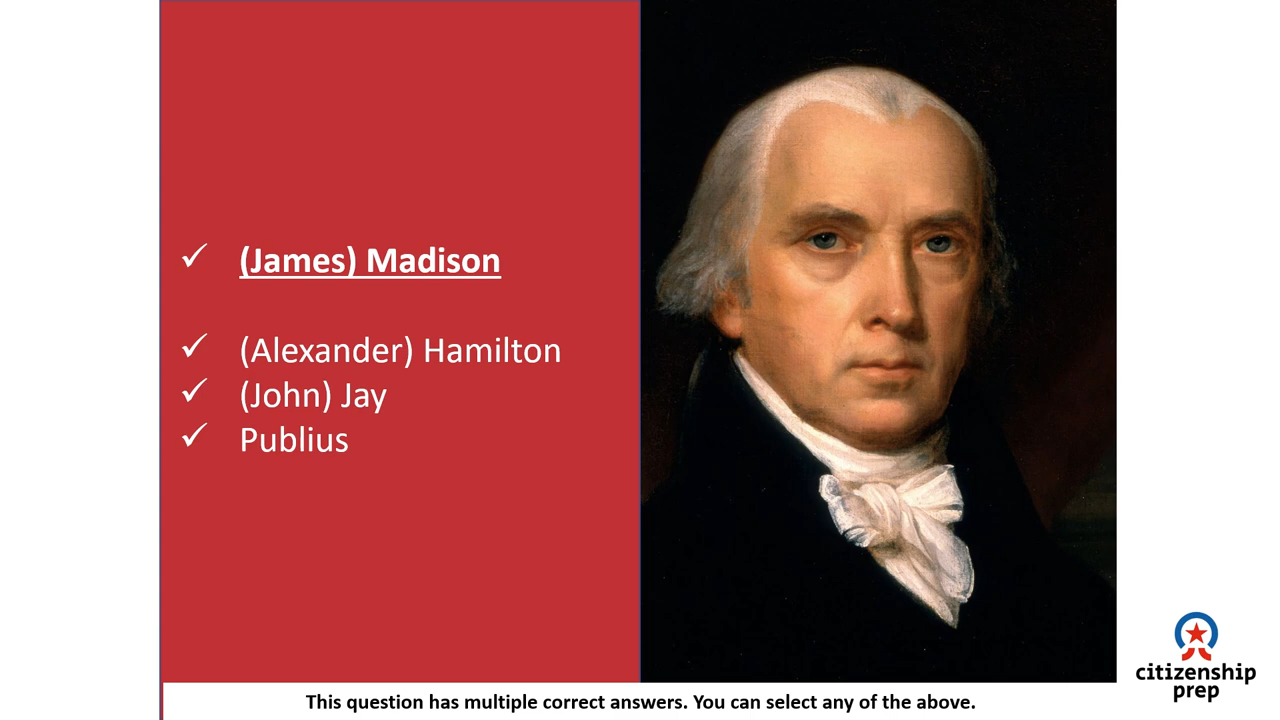 (James) Madison
(Alexander) Hamilton
(John) Jay
Publius
This question has multiple correct answers. You can select any of the above.
citizenship
prep